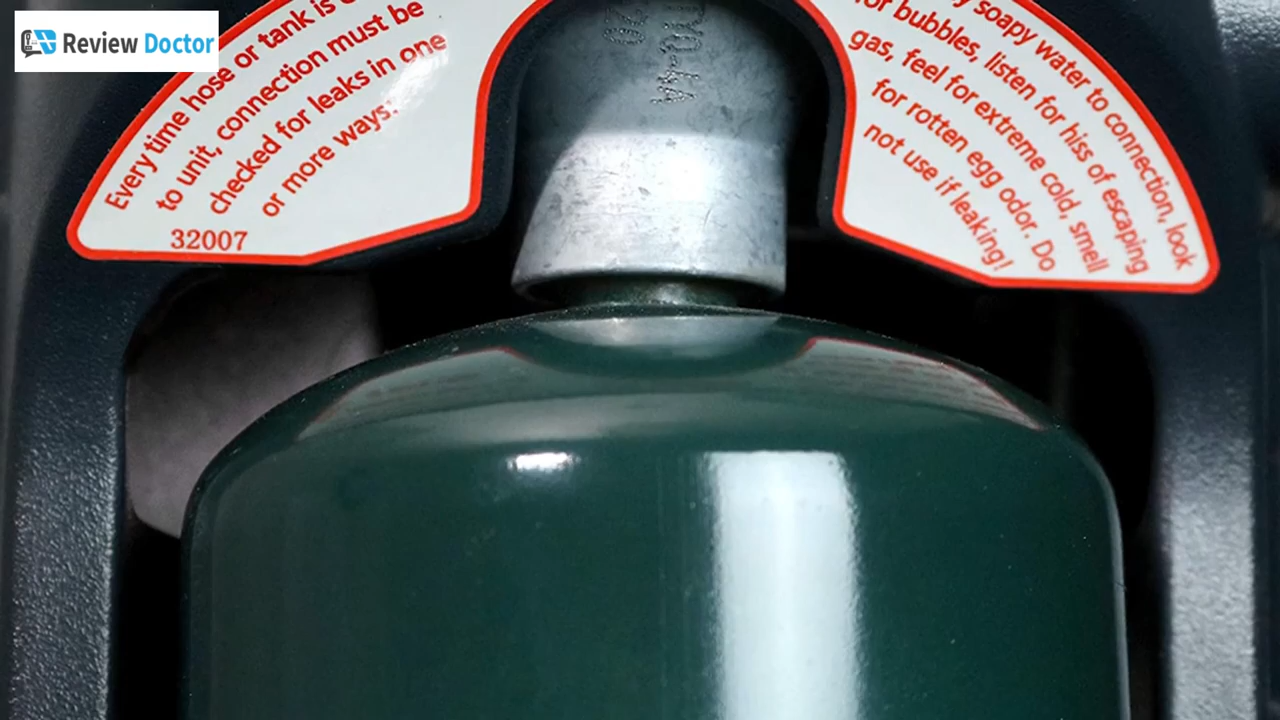 Review Doctor
Every time hose or tank is
to unit, connection must be
checked for leaks in one
or more ways:
32007
soapy water to connection, look
for bubbles, listen for hiss of escaping
gas, feel for extreme cold, smell
for rotten egg odor. Do
not use if leaking!